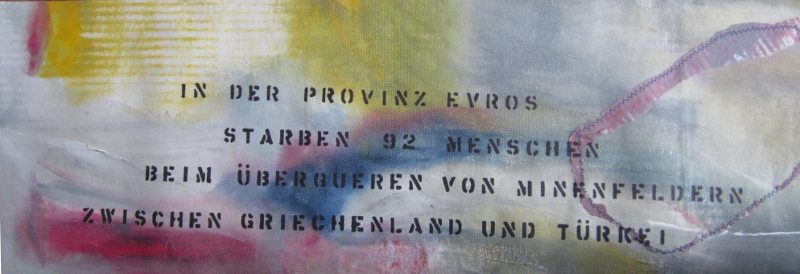 IN DER PROVINZ EVROS
STARBEN 92 MENSCHEN
BEIM ÜBERQUEREN VON MINENFELDERN
ZWISCHEN GRIECHENLAND UND TÜRKEI